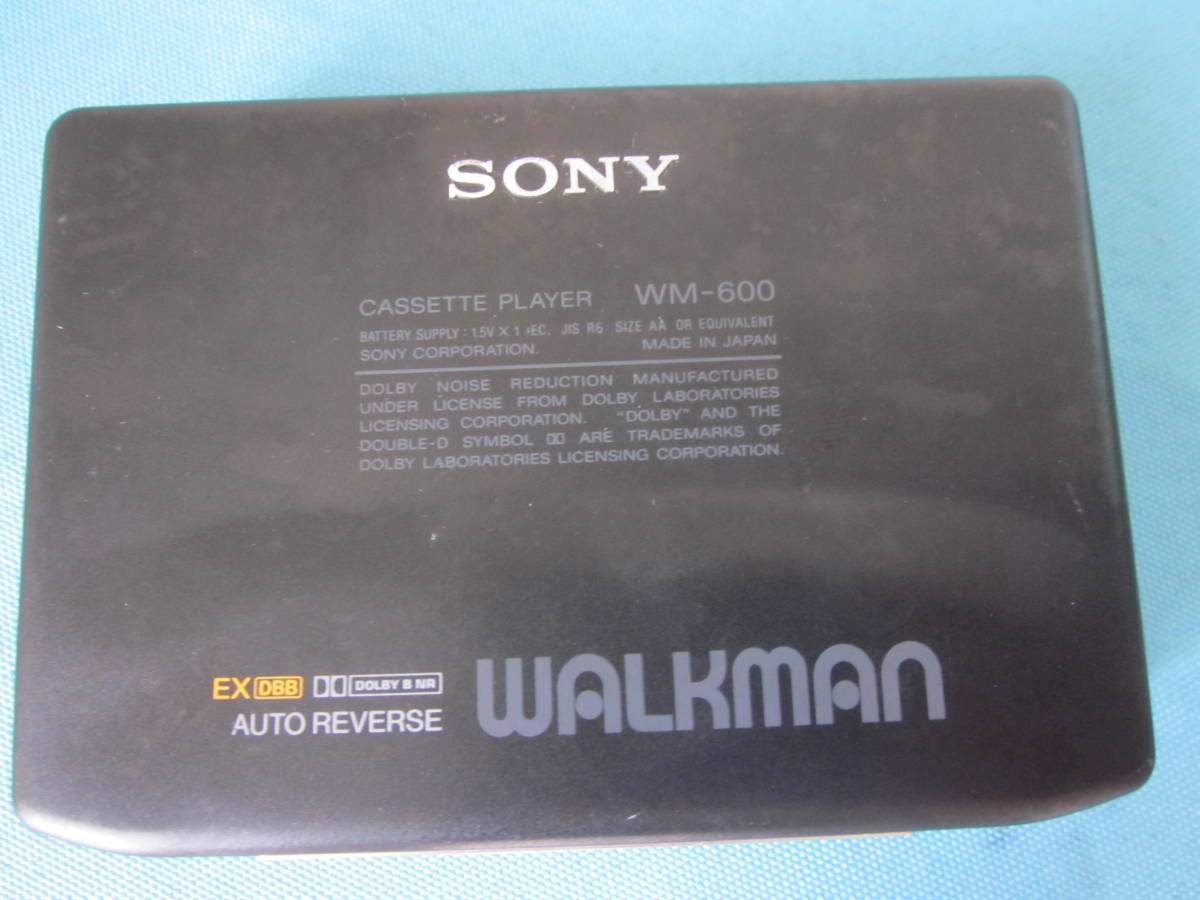 SONY
CASSETTE PLAYER WM-600
BATTERY SUPPLY : 1.5V X 1 JIS R6 SIZE AA OR EQUIVALENT
SONY CORPORATION. MADE IN JAPAN
DOLBY NOISE REDUCTION MANUFACTURED
UNDER LICENSE FROM DOLBY LABORATORIES
LICENSING CORPORATION. "DOLBY" AND THE
DOUBLE-D SYMBOL ARE TRADEMARKS OF
DOLBY LABORATORIES LICENSING CORPORATION.
EX DBB DOLBY B NR
AUTO REVERSE
WALKMAN